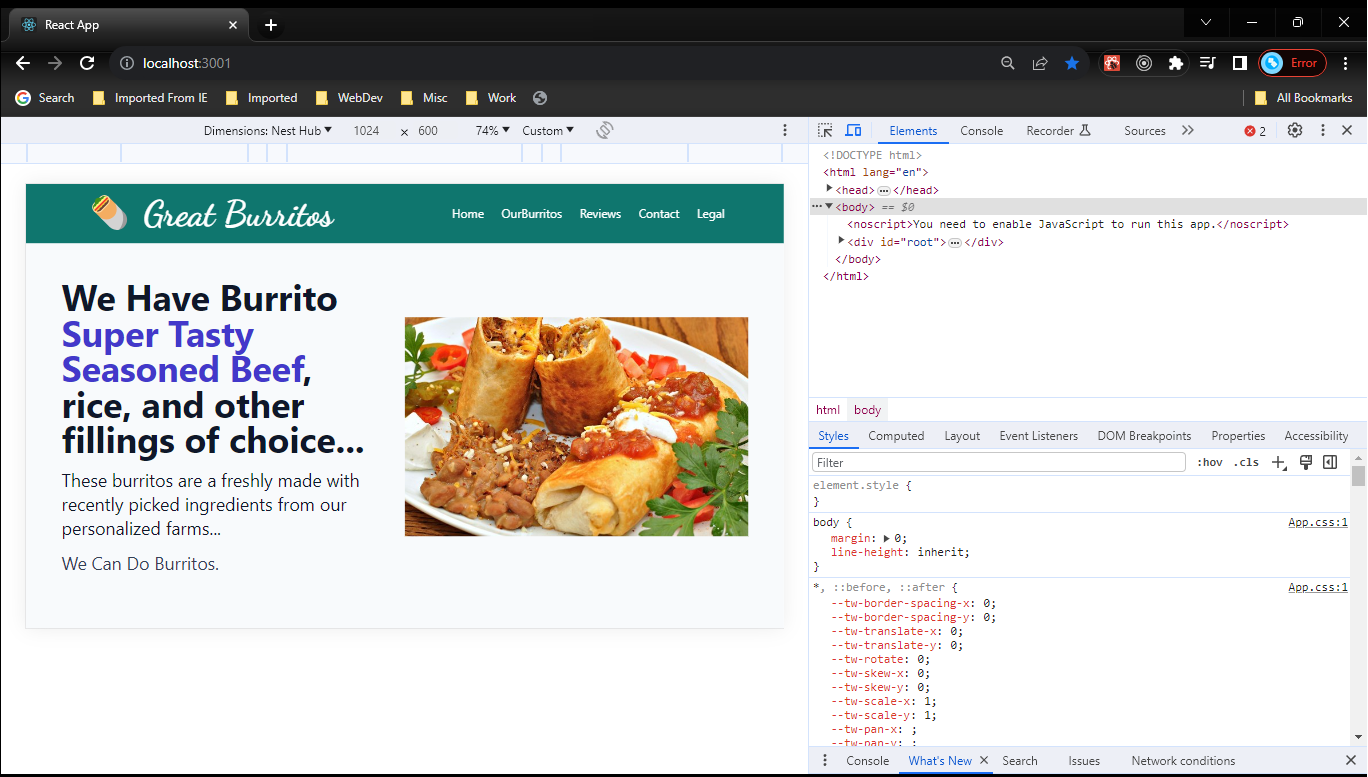 React App
localhost:3001
Error
Search
Imported From IE
Imported
WebDev
Misc
Work
All Bookmarks
Dimensions: Nest Hub
1024
x
600
74%
Custom
Elements
Console
Recorder
Sources
2
Great Burritos
Home
OurBurritos
Reviews
Contact
Legal
We Have Burrito
Super Tasty
Seasoned Beef,
rice, and other
fillings of choice...
These burritos are a freshly made with
recently picked ingredients from our
personalized farms...
We Can Do Burritos.
<!DOCTYPE html>
<html lang="en">
<head>…</head>
<body> == $0
<noscript>You need to enable JavaScript to run this app.</noscript>
<div id="root">…</div>
</body>
</html>
html body
Styles
Computed
Layout
Event Listeners
DOM Breakpoints
Properties
Accessibility
Filter
:hov .cls
element.style {
}
body { App.css:1
margin: 0;
line-height: inherit;
}
*, ::before, ::after { App.css:1
--tw-border-spacing-x: 0;
--tw-border-spacing-y: 0;
--tw-translate-x: 0;
--tw-translate-y: 0;
--tw-rotate: 0;
--tw-skew-x: 0;
--tw-skew-y: 0;
--tw-scale-x: 1;
--tw-scale-y: 1;
--tw-pan-x: ;
--tw-pan-y: ;
Console
What's New
Search
Issues
Network conditions